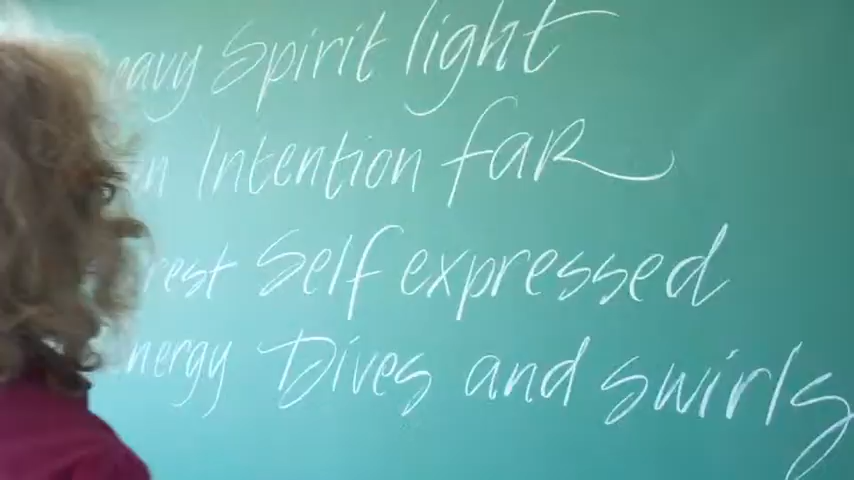 Spirit light
Intention far
Self expressed
Dives and swirls